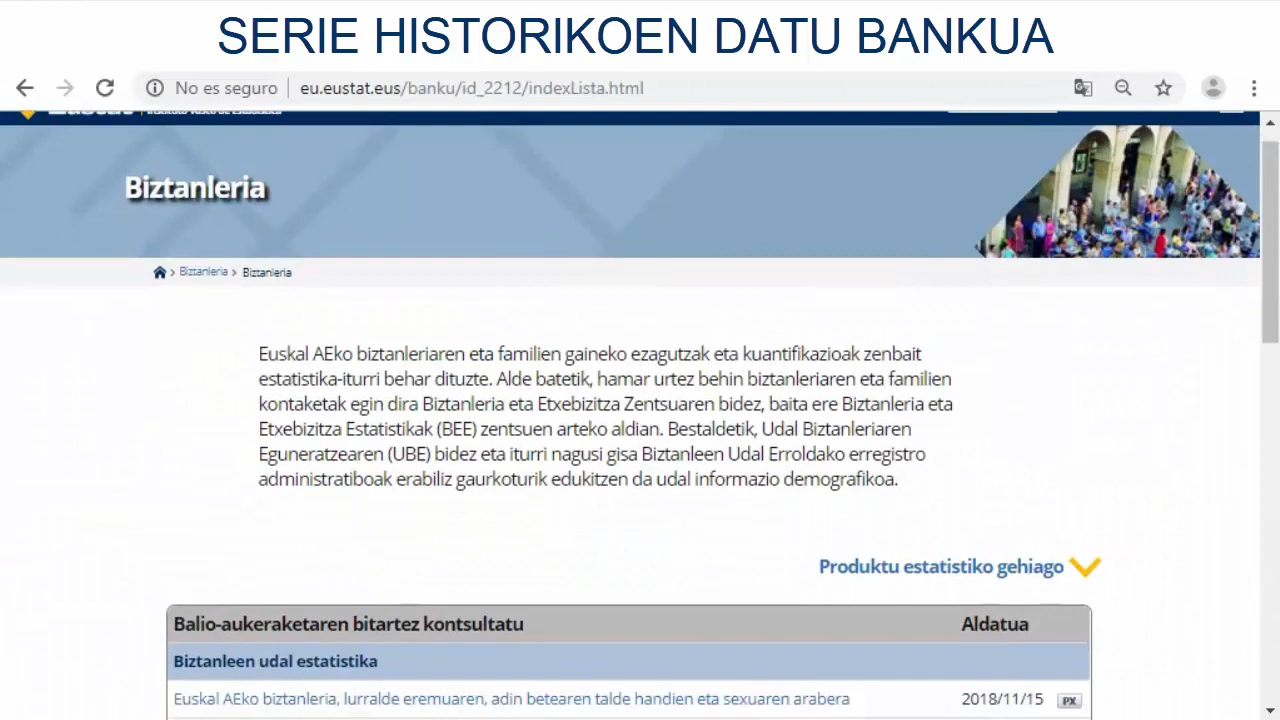 SERIE HISTORIKOEN DATU BANKUA
No es seguro eu.eustat.eus/banku/id_2212/indexLista.html
Biztanleria
Biztanleria > Biztanleria
Euskal AEko biztanleriaren eta familien gaineko ezagutzak eta kuantifikazioak zenbait
estatistika-iturri behar dituzte. Alde batetik, hamar urtez behin biztanleriaren eta familien
kontaketak egin dira Biztanleria eta Etxebizitza Zentsuaren bidez, baita ere Biztanleria eta
Etxebizitza Estatistikak (BEE) zentsuen arteko aldian. Bestaldetik, Udal Biztanleriaren
Eguneratzearen (UBE) bidez eta iturri nagusi gisa Biztanleen Udal Erroldako erregistro
administratiboak erabiliz gaurkoturik edukitzen da udal informazio demografikoa.
Produktu estatistiko gehiago
Balio-aukeraketaren bitartez kontsultatu Aldatua
Biztanleen udal estatistika
Euskal AEko biztanleria, lurralde eremuaren, adin betearen talde handien eta sexuaren arabera 2018/11/15 PX